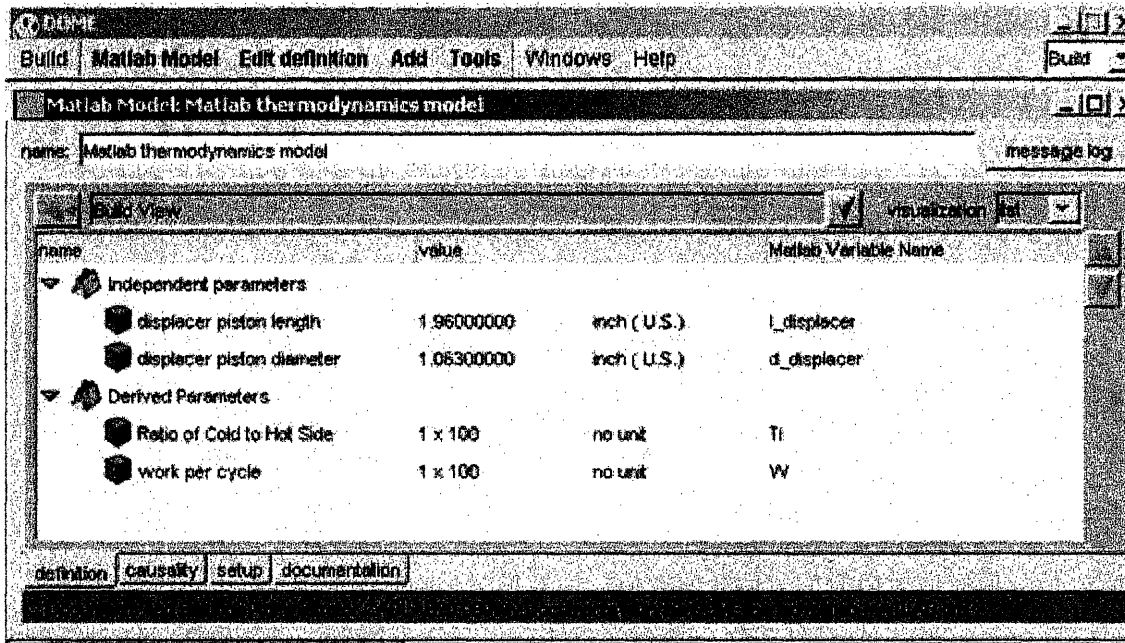 DOME
Build Matlab Model Edit definition Add Tools Windows Help Build
Matlab Model: Matlab thermodynamics model
name: Matlab thermodynamics model message log
Build View visualization list
name value Matlab Variable Name
Independent parameters
displacer piston length 1.96000000 inch ( U.S.) l_displacer
displacer piston diameter 1.06300000 inch ( U.S.) d_displacer
Derived Parameters
Ratio of Cold to Hot Side 1 x 100 no unit
work per cycle 1 x 100 no unit W
definition causality setup documentation